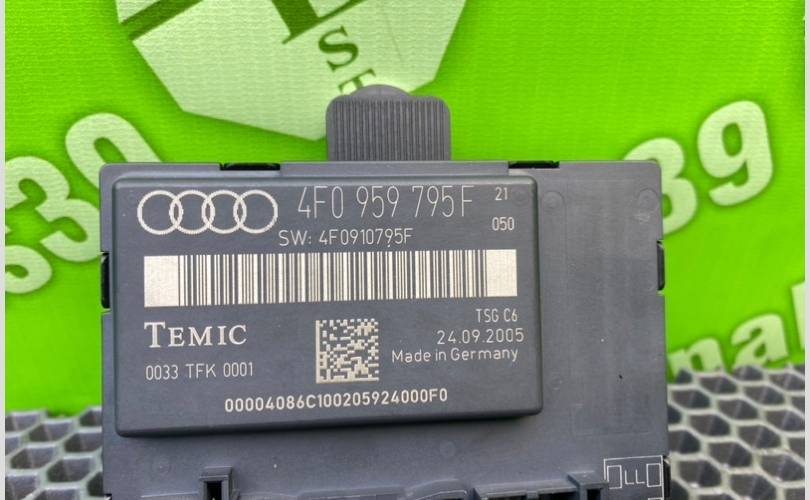 4F0 959 795F 21
050
SW: 4F0910795F
TSG C6
TEMIC
24.09.2005
Made in Germany
0033 TFK 0001
00004086C100205924000F0
LL